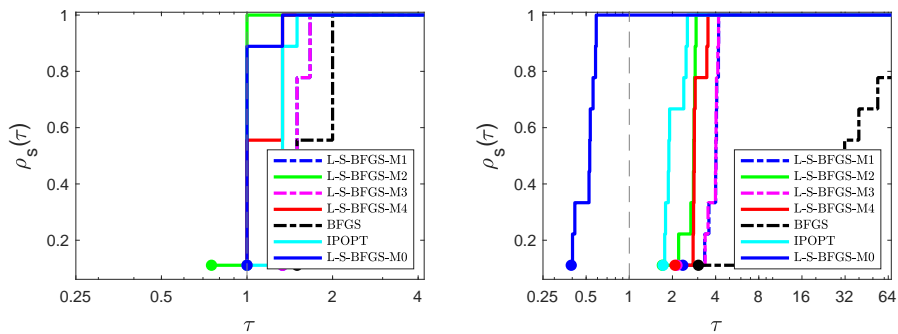 1
0.8
0.6
0.4
0.2
ρs(τ)
L-S-BFGS-M1
L-S-BFGS-M2
L-S-BFGS-M3
L-S-BFGS-M4
BFGS
IPOPT
L-S-BFGS-M0
0.25 0.5 1 2 4
τ
1
0.8
0.6
0.4
0.2
ρs(τ)
L-S-BFGS-M1
L-S-BFGS-M2
L-S-BFGS-M3
L-S-BFGS-M4
BFGS
IPOPT
L-S-BFGS-M0
0.25 0.5 1 2 4 8 16 32 64
τ